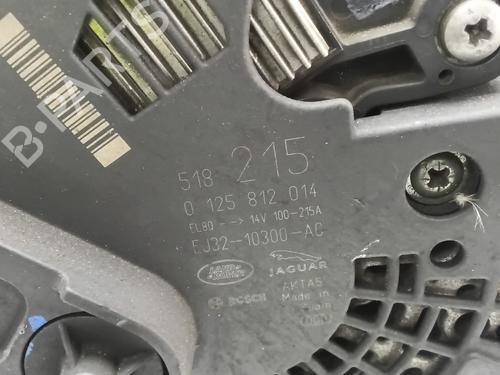 B-PARTS
518 215
0 125 812 014
EL80 --> 14V 100-215A
EJ32-10300-AC
LAND ROVER JAGUAR
BOSCH
AKTAS
Made in